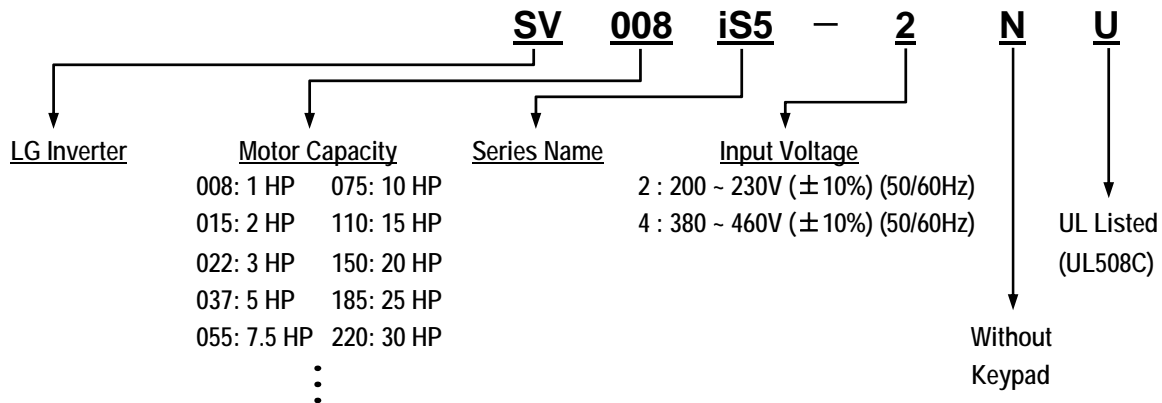 SV 008 iS5 – 2 N U
LG Inverter
Motor Capacity
008: 1 HP 075: 10 HP
015: 2 HP 110: 15 HP
022: 3 HP 150: 20 HP
037: 5 HP 185: 25 HP
055: 7.5 HP 220: 30 HP
Series Name
Input Voltage
2 : 200 ~ 230V (±10%) (50/60Hz)
4 : 380 ~ 460V (±10%) (50/60Hz)
Without
Keypad
UL Listed
(UL508C)